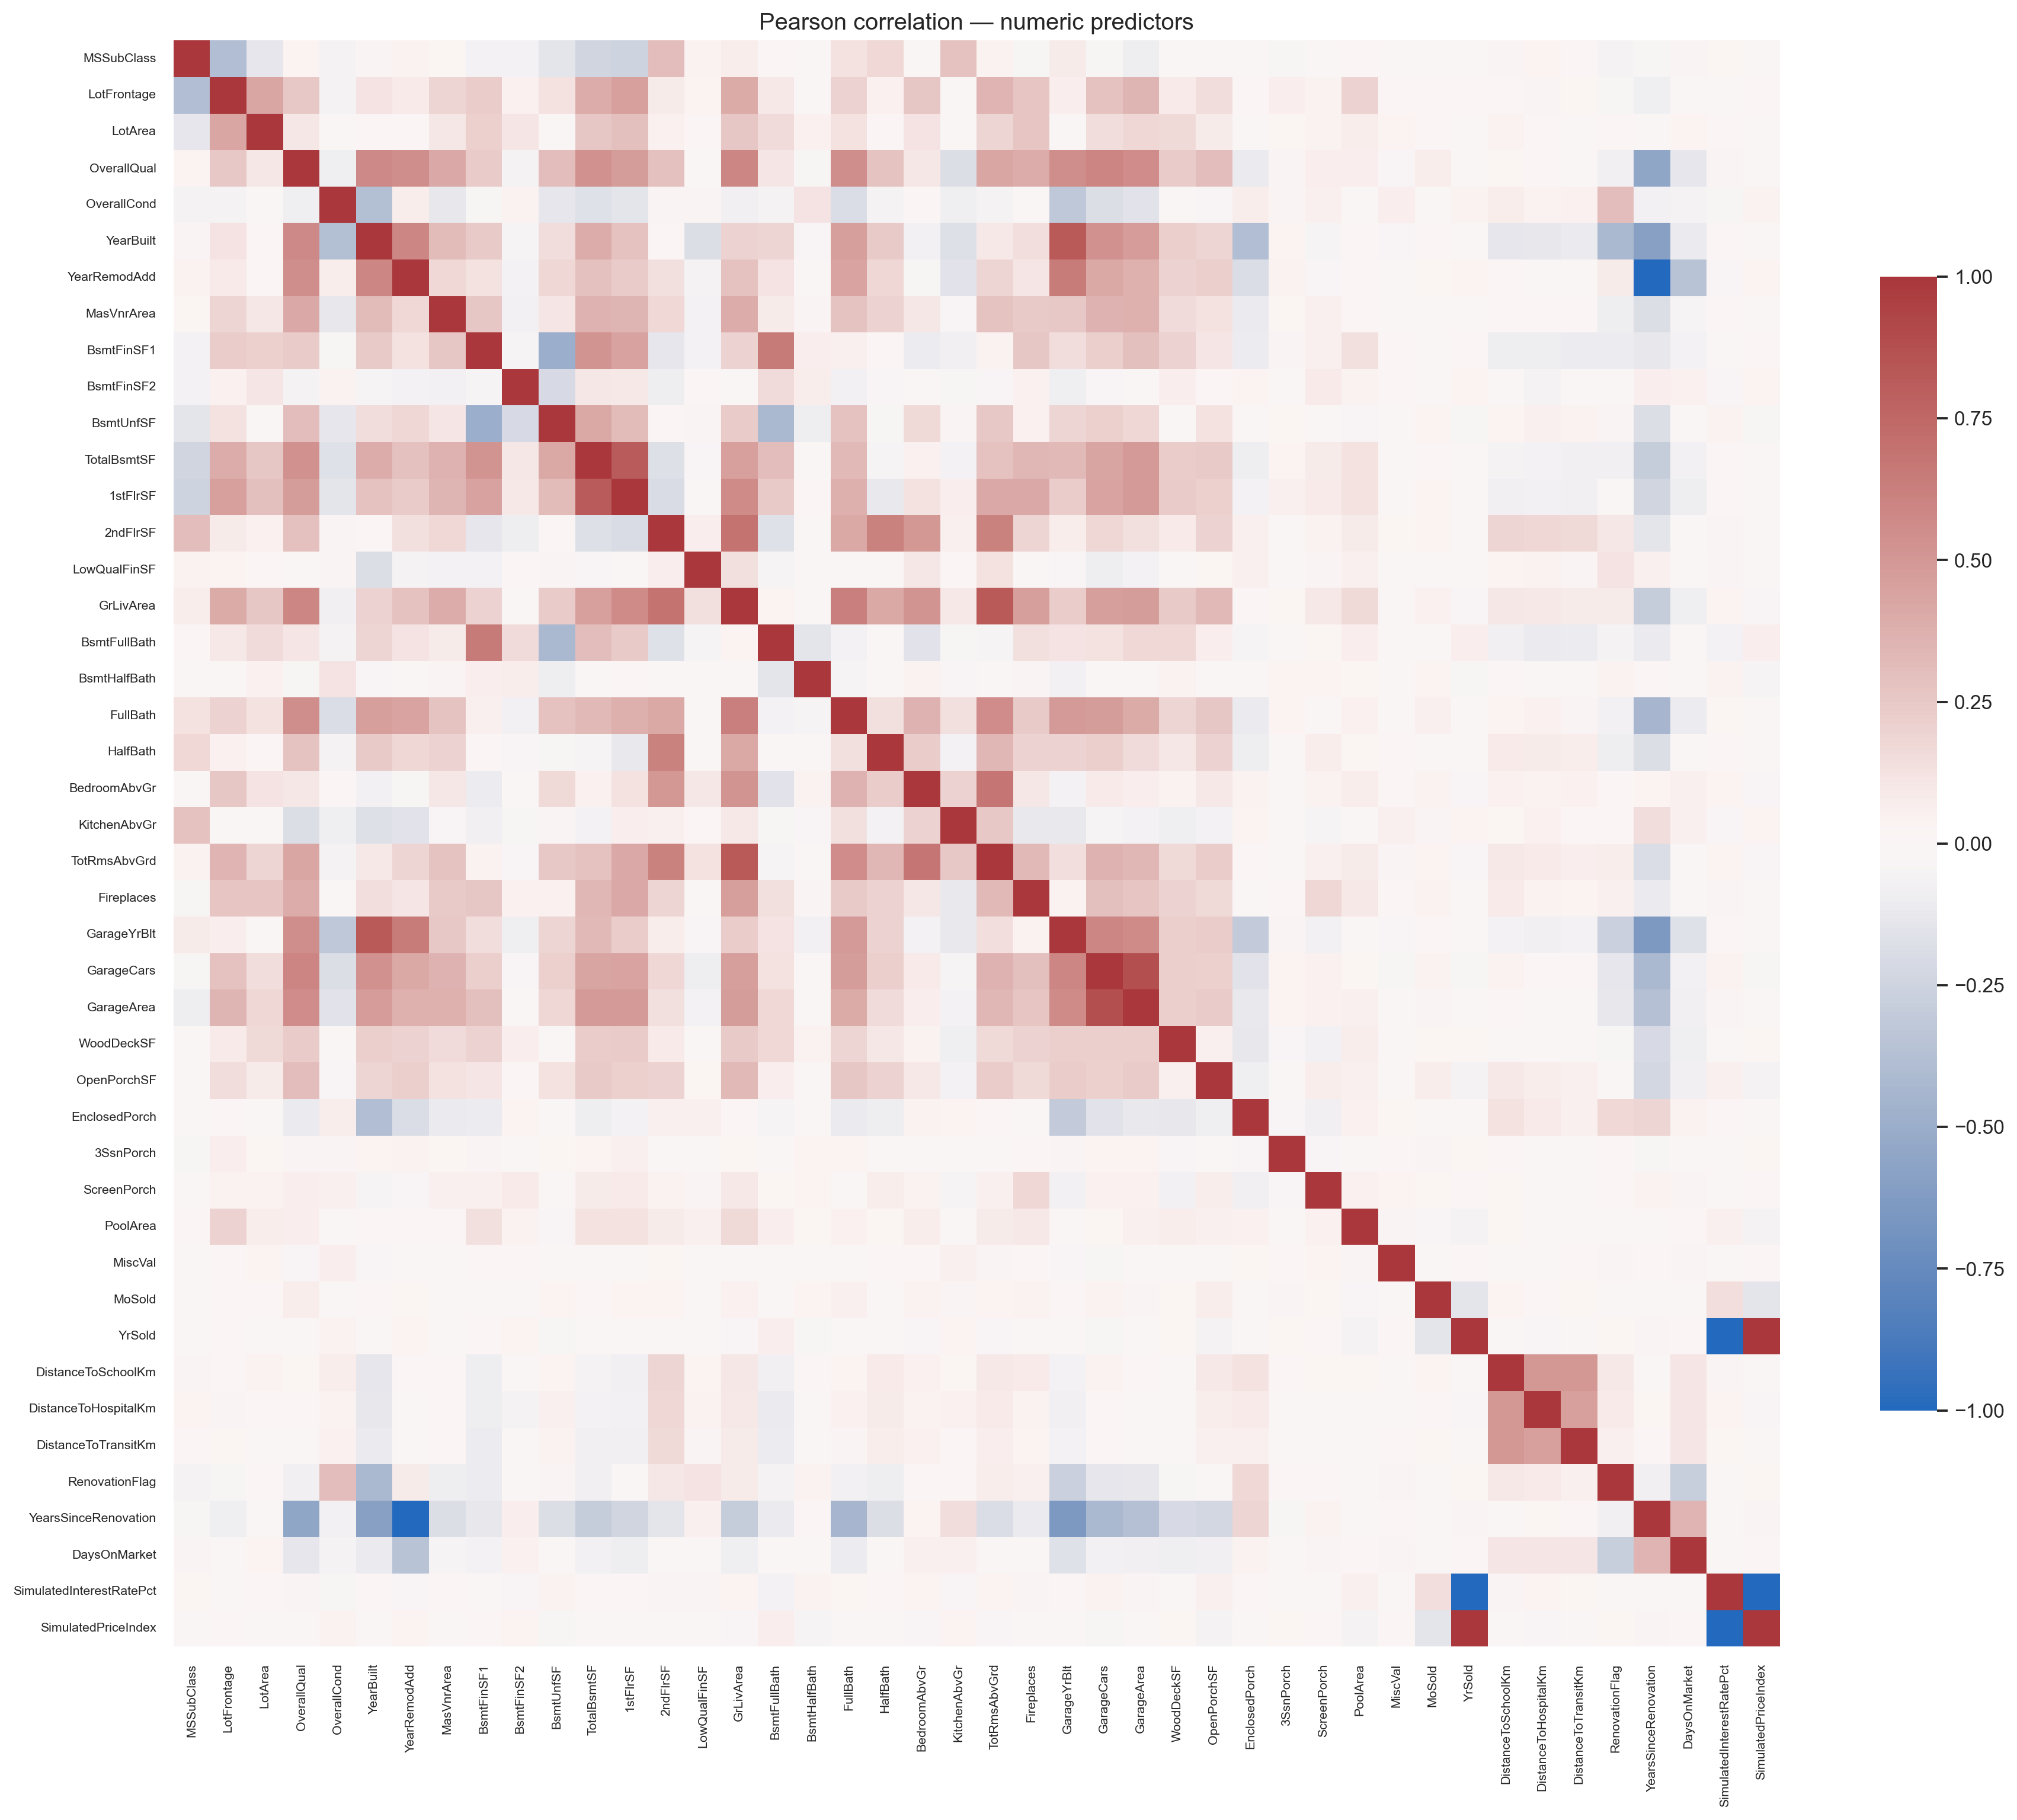 Pearson correlation — numeric predictors
MSSubClass
LotFrontage
LotArea
OverallQual
OverallCond
YearBuilt
YearRemodAdd
MasVnrArea
BsmtFinSF1
BsmtFinSF2
BsmtUnfSF
TotalBsmtSF
1stFlrSF
2ndFlrSF
LowQualFinSF
GrLivArea
BsmtFullBath
BsmtHalfBath
FullBath
HalfBath
BedroomAbvGr
KitchenAbvGr
TotRmsAbvGrd
Fireplaces
GarageYrBlt
GarageCars
GarageArea
WoodDeckSF
OpenPorchSF
EnclosedPorch
3SsnPorch
ScreenPorch
PoolArea
MiscVal
MoSold
YrSold
DistanceToSchoolKm
DistanceToHospitalKm
DistanceToTransitKm
RenovationFlag
YearsSinceRenovation
DaysOnMarket
SimulatedInterestRatePct
SimulatedPriceIndex
MSSubClass
LotFrontage
LotArea
OverallQual
OverallCond
YearBuilt
YearRemodAdd
MasVnrArea
BsmtFinSF1
BsmtFinSF2
BsmtUnfSF
TotalBsmtSF
1stFlrSF
2ndFlrSF
LowQualFinSF
GrLivArea
BsmtFullBath
BsmtHalfBath
FullBath
HalfBath
BedroomAbvGr
KitchenAbvGr
TotRmsAbvGrd
Fireplaces
GarageYrBlt
GarageCars
GarageArea
WoodDeckSF
OpenPorchSF
EnclosedPorch
3SsnPorch
ScreenPorch
PoolArea
MiscVal
MoSold
YrSold
DistanceToSchoolKm
DistanceToHospitalKm
DistanceToTransitKm
RenovationFlag
YearsSinceRenovation
DaysOnMarket
SimulatedInterestRatePct
SimulatedPriceIndex
1.00
0.75
0.50
0.25
0.00
−0.25
−0.50
−0.75
−1.00